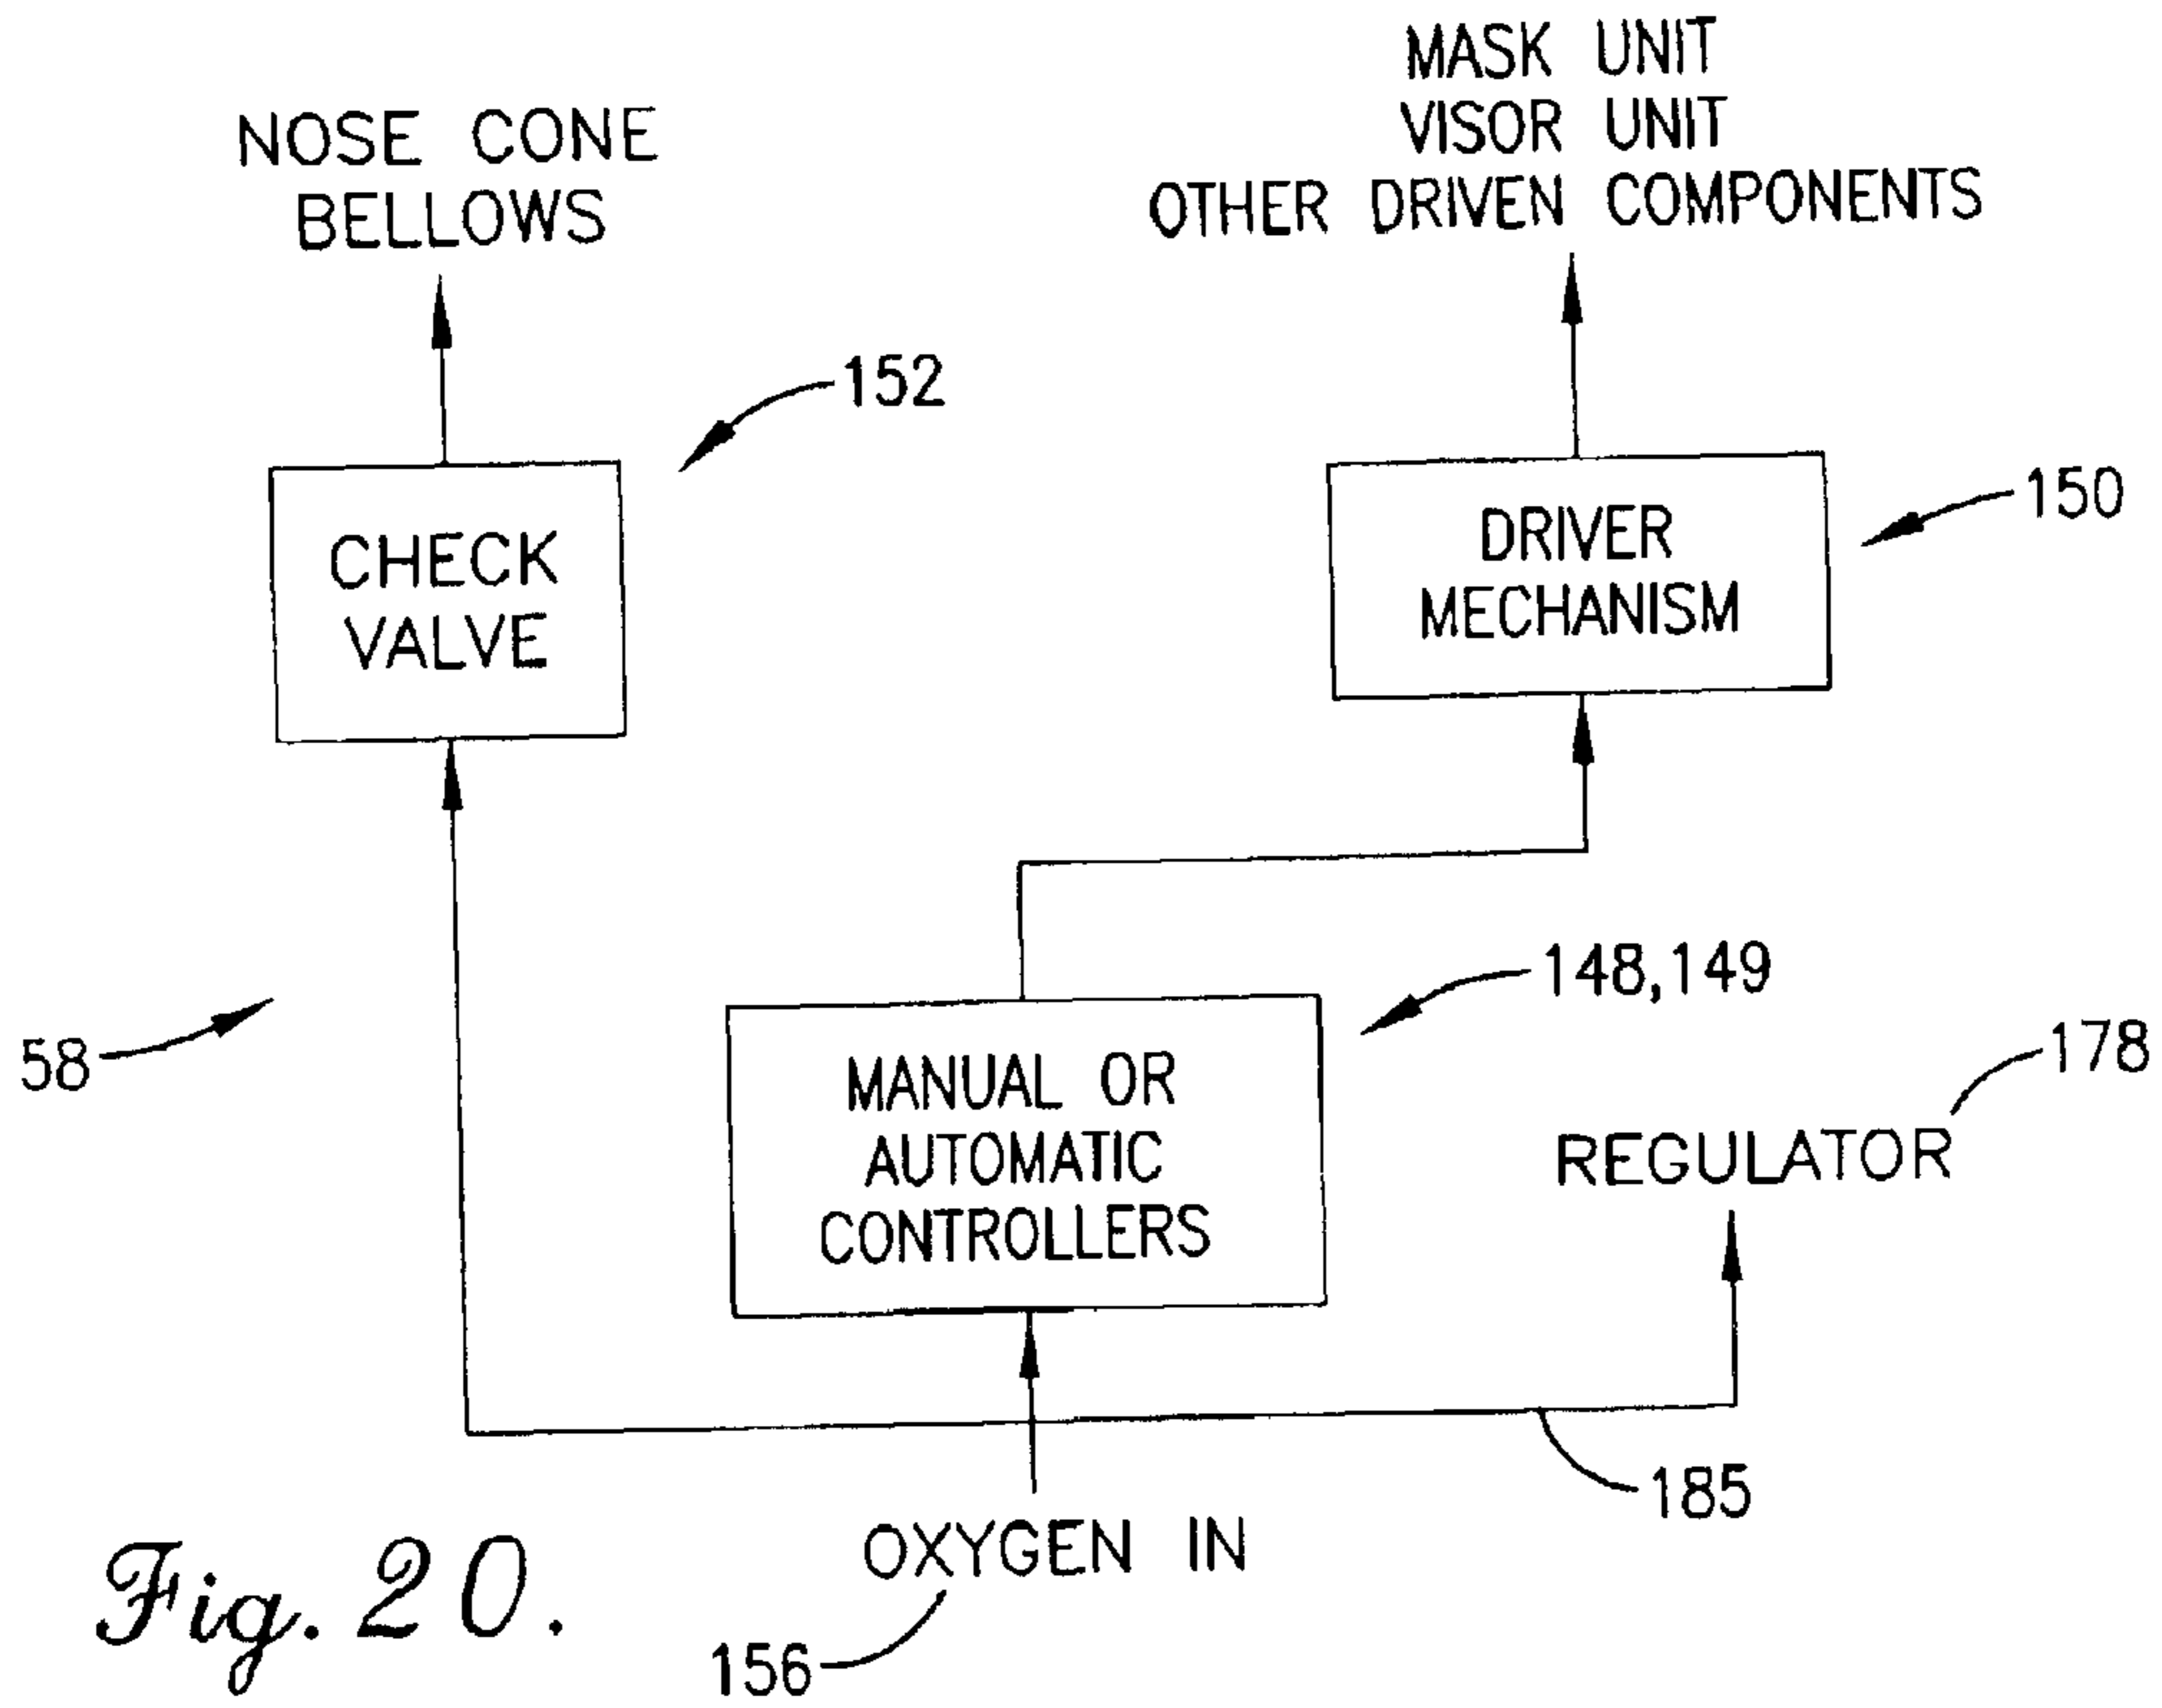 MASK UNIT
VISOR UNIT
OTHER DRIVEN COMPONENTS
NOSE CONE
BELLOWS
152
150
CHECK
VALVE
DRIVER
MECHANISM
148,149
58
178
MANUAL OR
AUTOMATIC
CONTROLLERS
REGULATOR
185
OXYGEN IN
156
Fig. 20.